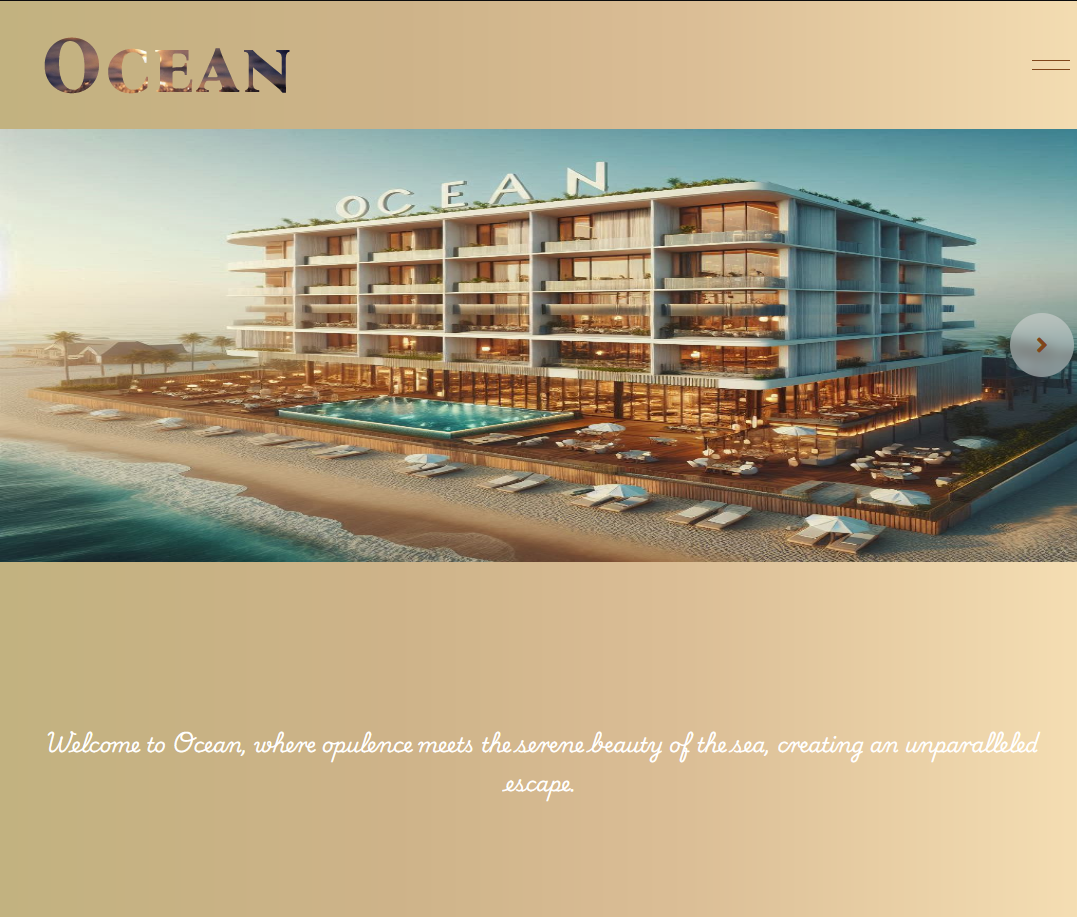 OCEAN
OCEAN
Welcome to Ocean, where opulence meets the serene beauty of the sea, creating an unparalleled
escape.